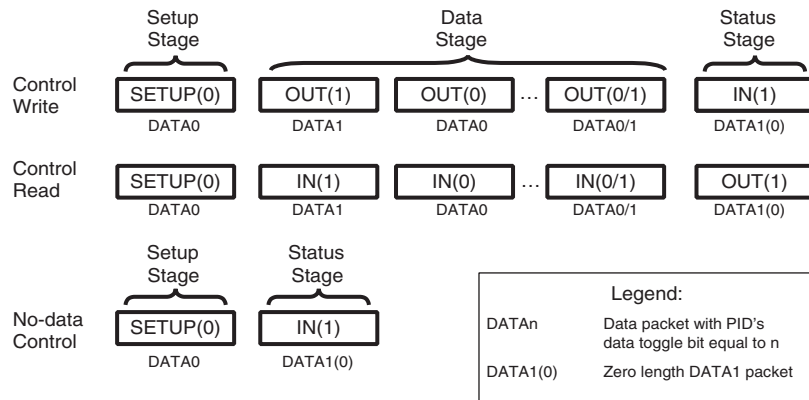 Setup Stage
Data Stage
Status Stage
Control Write
SETUP(0) OUT(1) OUT(0) ... OUT(0/1) IN(1)
DATA0 DATA1 DATA0 DATA0/1 DATA1(0)
Control Read
SETUP(0) IN(1) IN(0) ... IN(0/1) OUT(1)
DATA0 DATA1 DATA0 DATA0/1 DATA1(0)
Setup Stage
Status Stage
No-data Control
SETUP(0) IN(1)
DATA0 DATA1(0)
Legend:
DATAn Data packet with PID's
data toggle bit equal to n
DATA1(0) Zero length DATA1 packet